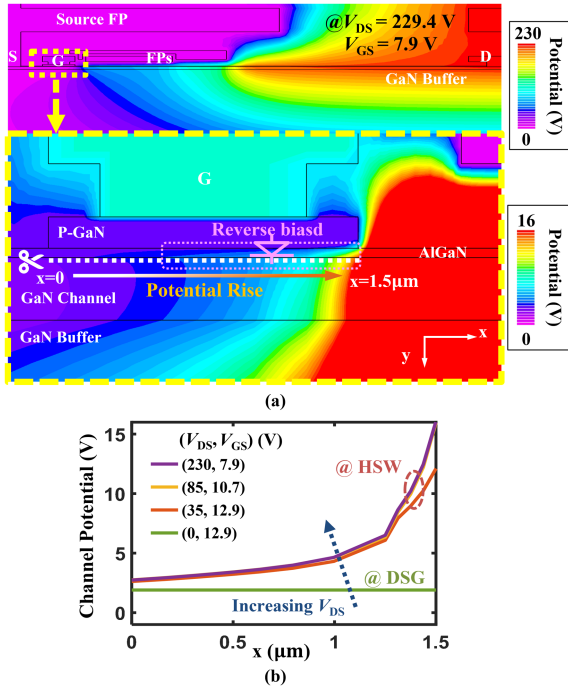 Source FP
@V_DS = 229.4 V
V_GS = 7.9 V
S
G
FPs
D
GaN Buffer
230
Potential (V)
0
G
P-GaN
Reverse biasd
AlGaN
x=0
x=1.5μm
GaN Channel
Potential Rise
GaN Buffer
x
y
16
Potential (V)
0
(a)
Channel Potential (V)
15
10
5
0
(V_DS, V_GS) (V)
(230, 7.9)
(85, 10.7)
(35, 12.9)
(0, 12.9)
@ HSW
@ DSG
Increasing V_DS
0
0.5
1
1.5
x (μm)
(b)